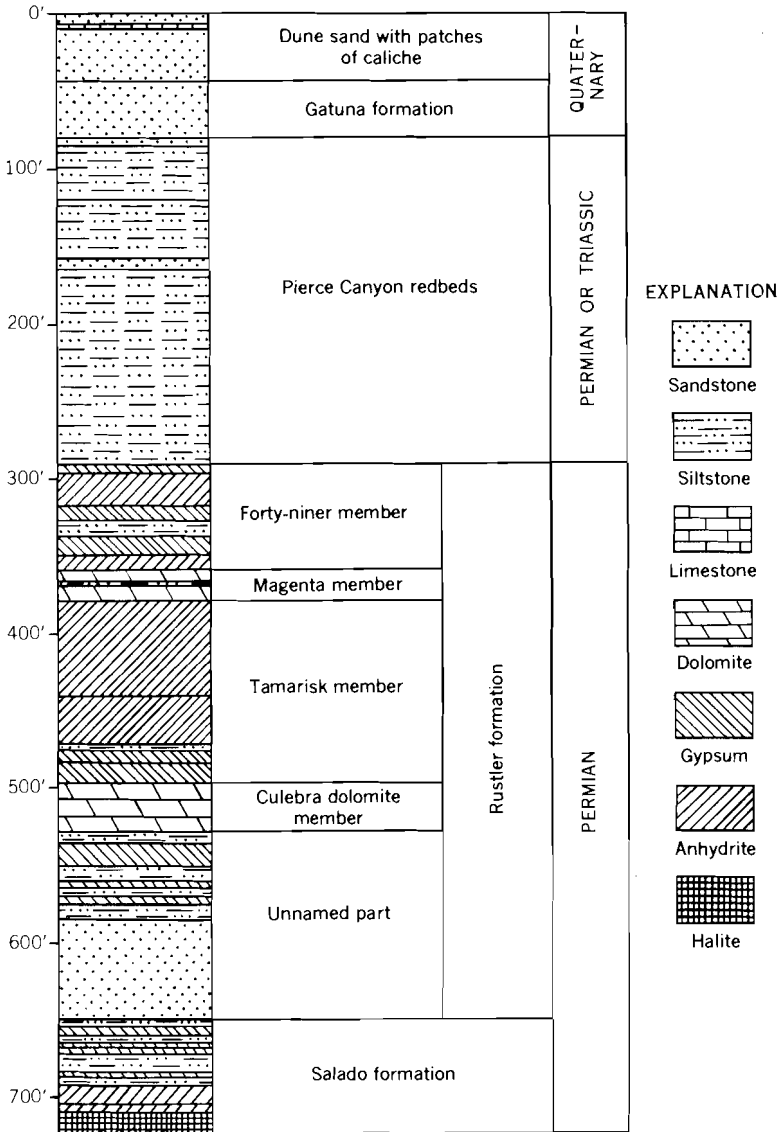 0'
100'
200'
300'
400'
500'
600'
700'
Dune sand with patches
of caliche
Gatuna formation
Pierce Canyon redbeds
Forty-niner member
Magenta member
Tamarisk member
Culebra dolomite
member
Unnamed part
Salado formation
Rustler formation
QUATER-
NARY
PERMIAN OR TRIASSIC
PERMIAN
EXPLANATION
Sandstone
Siltstone
Limestone
Dolomite
Gypsum
Anhydrite
Halite